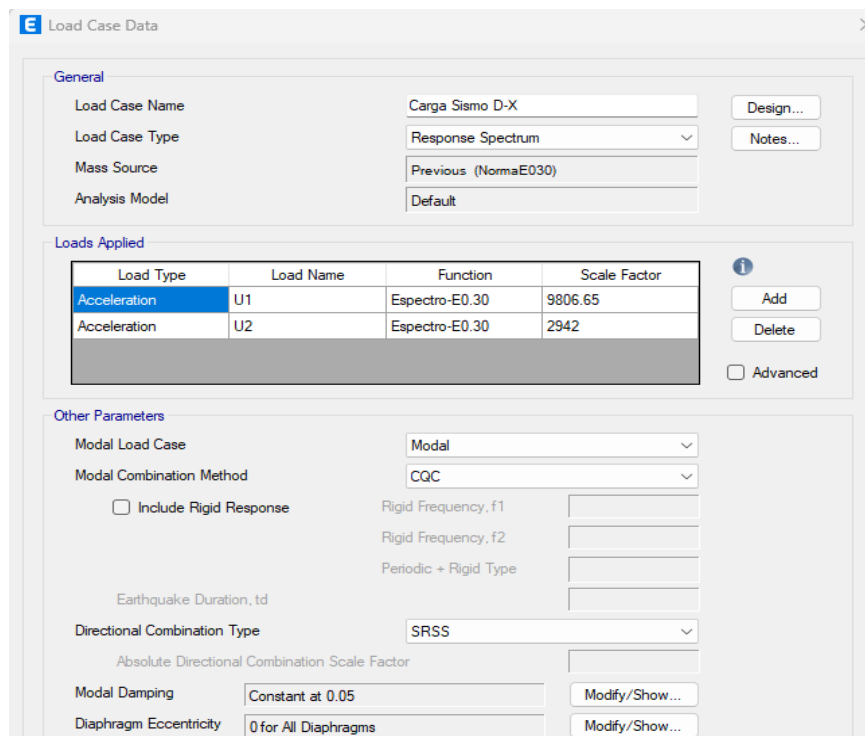 E Load Case Data
General
Load Case Name Carga Sismo D-X Design...
Load Case Type Response Spectrum Notes...
Mass Source Previous (NormaE030)
Analysis Model Default
Loads Applied
Load Type Load Name Function Scale Factor
Acceleration U1 Espectro-E0.30 9806.65 Add
Acceleration U2 Espectro-E0.30 2942 Delete
Advanced
Other Parameters
Modal Load Case Modal
Modal Combination Method CQC
Include Rigid Response Rigid Frequency, f1
Rigid Frequency, f2
Periodic + Rigid Type
Earthquake Duration, td
Directional Combination Type SRSS
Absolute Directional Combination Scale Factor
Modal Damping Constant at 0.05 Modify/Show...
Diaphragm Eccentricity 0 for All Diaphragms Modify/Show...